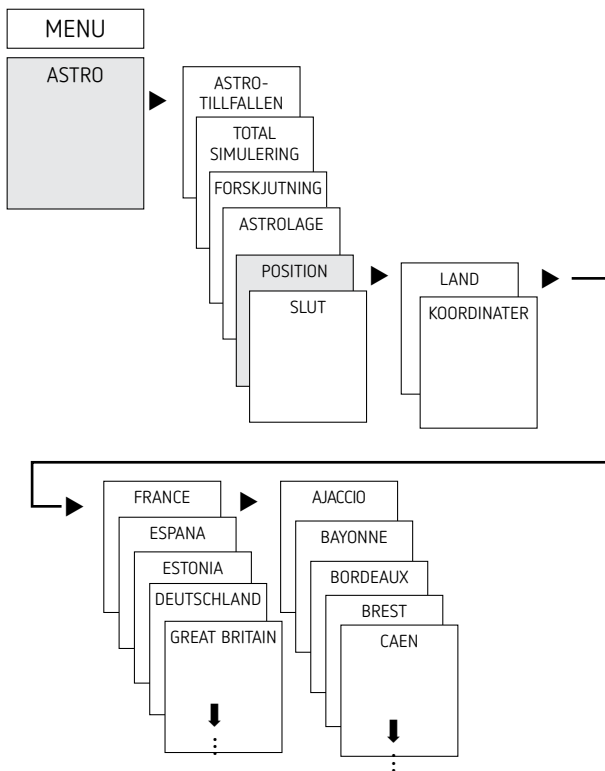 MENU
ASTRO
ASTRO-
TILLFALLEN
TOTAL
SIMULERING
FORSKJUTNING
ASTROLAGE
POSITION
SLUT
LAND
KOORDINATER
FRANCE
ESPANA
ESTONIA
DEUTSCHLAND
GREAT BRITAIN
AJACCIO
BAYONNE
BORDEAUX
BREST
CAEN